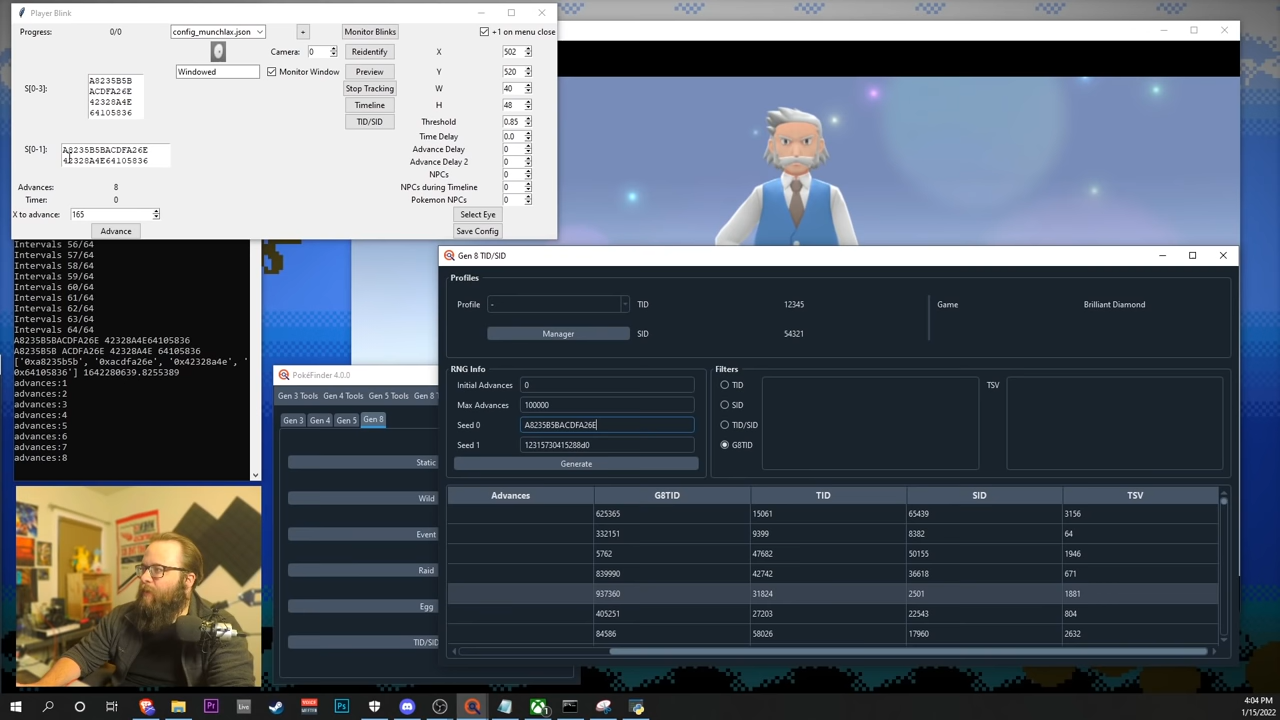 Player Blink
Progress: 0/0 config_munchlax.json + Monitor Blinks +1 on menu close
Camera: 0 Reidentify X 502
Windowed Monitor Window Preview Y 520
S[0-3]:
A8235B5B
ACDFA26E
42328A4E
64105836
Stop Tracking W 40
Timeline H 48
TID/SID Threshold 0.85
Time Delay 0.0
Advance Delay 0
Advance Delay 2 0
NPCs 0
NPCs during Timeline 0
Pokemon NPCs 0
S[0-1]:
A8235B5BACDFA26E
42328A4E64105836
Advances: 8
Timer: 0
X to advance: 165
Select Eye
Advance
Save Config
Intervals 56/64
Intervals 57/64
Intervals 58/64
Intervals 59/64
Intervals 60/64
Intervals 61/64
Intervals 62/64
Intervals 63/64
Intervals 64/64
A8235B5BACDFA26E 42328A4E64105836
A8235B5B ACDFA26E 42328A4E 64105836
['0xa8235b5b', '0xacdfa26e', '0x42328a4e', '
0x64105836'] 1642280639.8255389
advances:1
advances:2
advances:3
advances:4
advances:5
advances:6
advances:7
advances:8
PokéFinder 4.0.0
Gen 3 Tools Gen 4 Tools Gen 5 Tools Gen 8 T
Gen 3 Gen 4 Gen 5 Gen 8
Static
Wild
Event
Raid
Egg
TID/SID
Gen 8 TID/SID
Profiles
Profile - TID 12345 Game Brilliant Diamond
Manager SID 54321
RNG Info
Initial Advances 0
Max Advances 100000
Seed 0 A8235B5BACDFA26E
Seed 1 12315730415288d0
Generate
Filters
TID
SID
TID/SID
G8TID
TSV
Advances G8TID TID SID TSV
625365 15061 65439 3156
332151 9399 8382 64
5762 47682 50155 1946
839990 42742 36618 671
937360 31824 2501 1881
405251 27203 22543 804
84586 58026 17960 2632
4:04 PM
1/15/2022